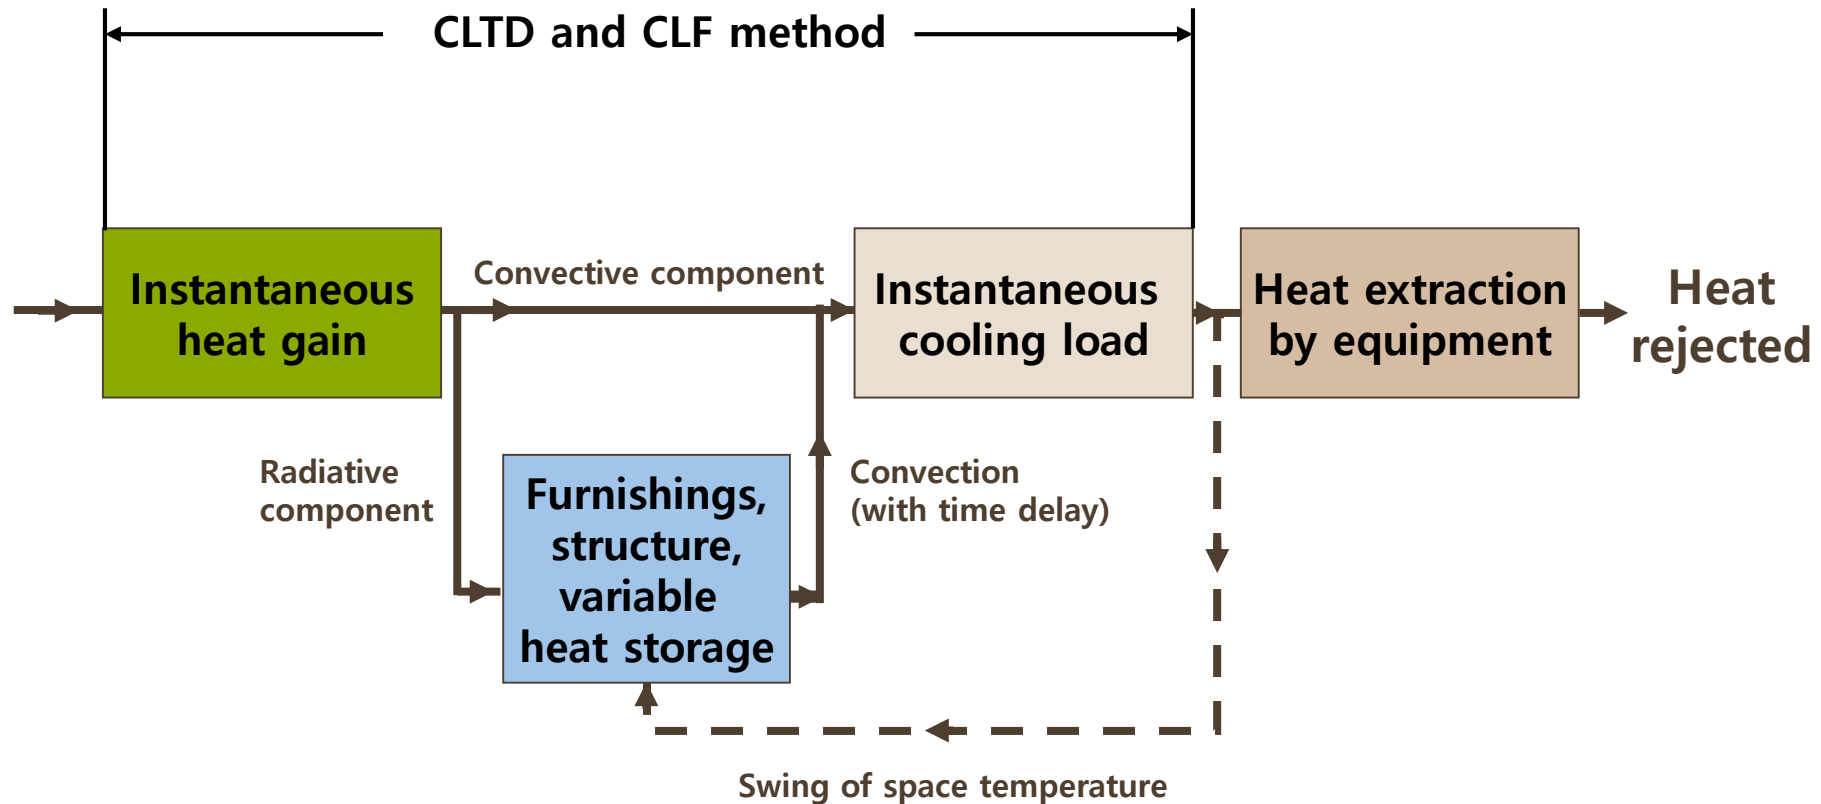 CLTD and CLF method
Instantaneous
heat gain
Convective component
Instantaneous
cooling load
Heat extraction
by equipment
Heat
rejected
Radiative
component
Furnishings,
structure,
variable
heat storage
Convection
(with time delay)
Swing of space temperature